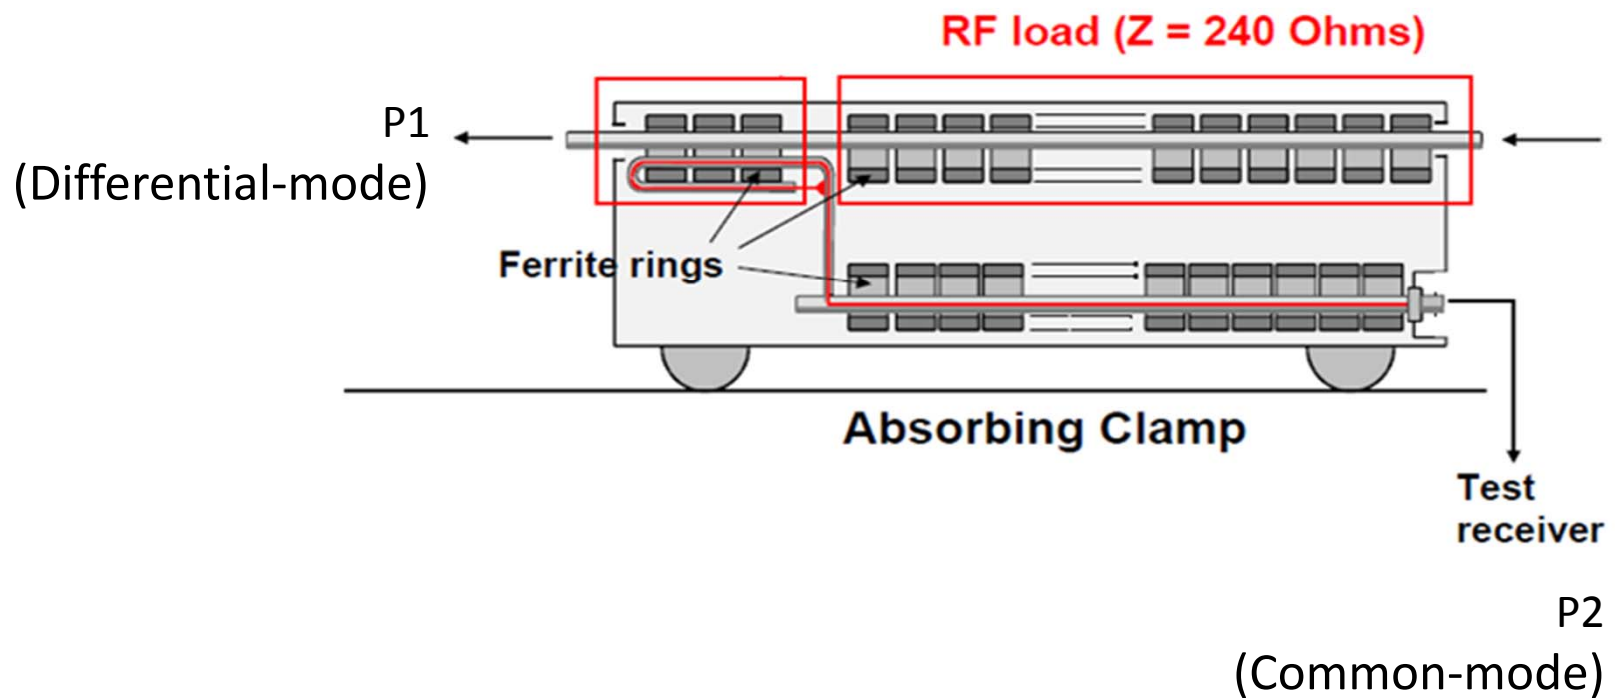 RF load (Z = 240 Ohms)
P1
(Differential-mode)
Ferrite rings
Absorbing Clamp
Test
receiver
P2
(Common-mode)